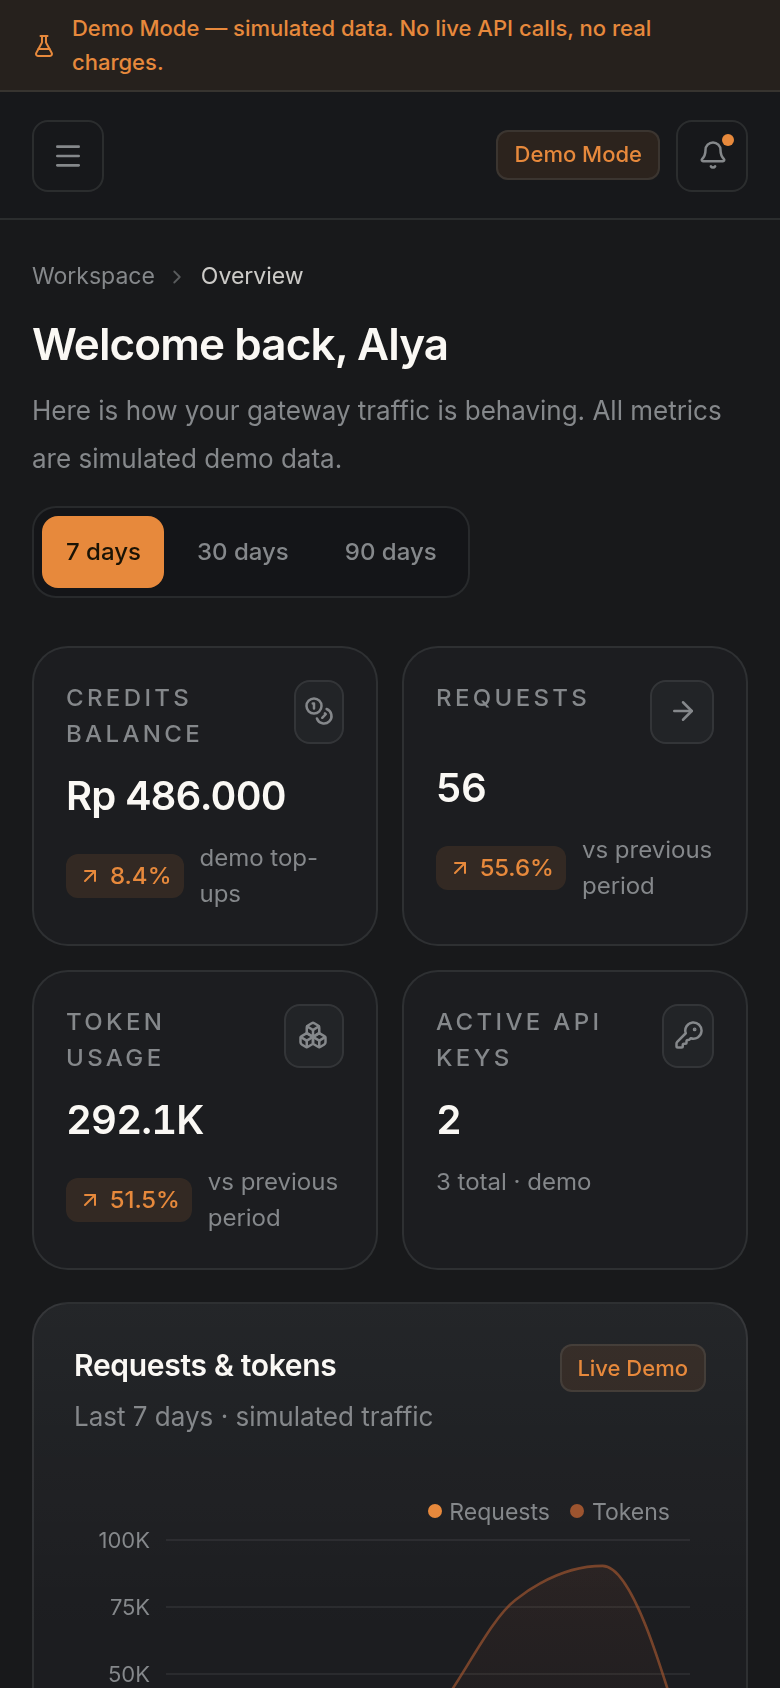 Demo Mode — simulated data. No live API calls, no real
charges.
Demo Mode
Workspace > Overview
Welcome back, Alya
Here is how your gateway traffic is behaving. All metrics
are simulated demo data.
7 days 30 days 90 days
CREDITS
BALANCE
Rp 486.000
8.4%
demo top-
ups
REQUESTS
56
55.6%
vs previous
period
TOKEN
USAGE
292.1K
51.5%
vs previous
period
ACTIVE API
KEYS
2
3 total · demo
Requests & tokens
Live Demo
Last 7 days · simulated traffic
Requests Tokens
100K
75K
50K